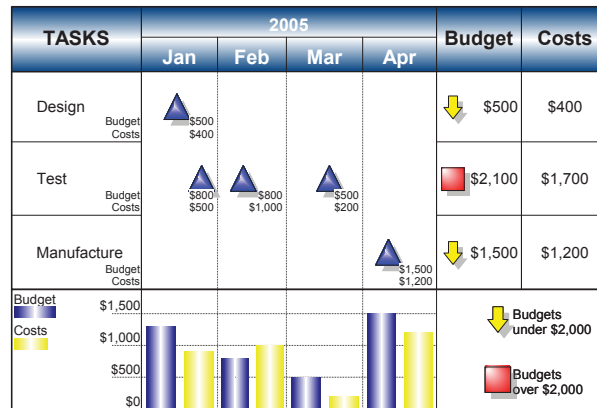 TASKS
2005
Budget
Costs
Jan
Feb
Mar
Apr
Design
Budget
Costs
$500
$400
$500
$400
Test
Budget
Costs
$800
$500
$800
$1,000
$500
$200
$2,100
$1,700
Manufacture
Budget
Costs
$1,500
$1,200
$1,500
$1,200
Budget
Costs
$1,500
$1,000
$500
$0
Budgets
under $2,000
Budgets
over $2,000